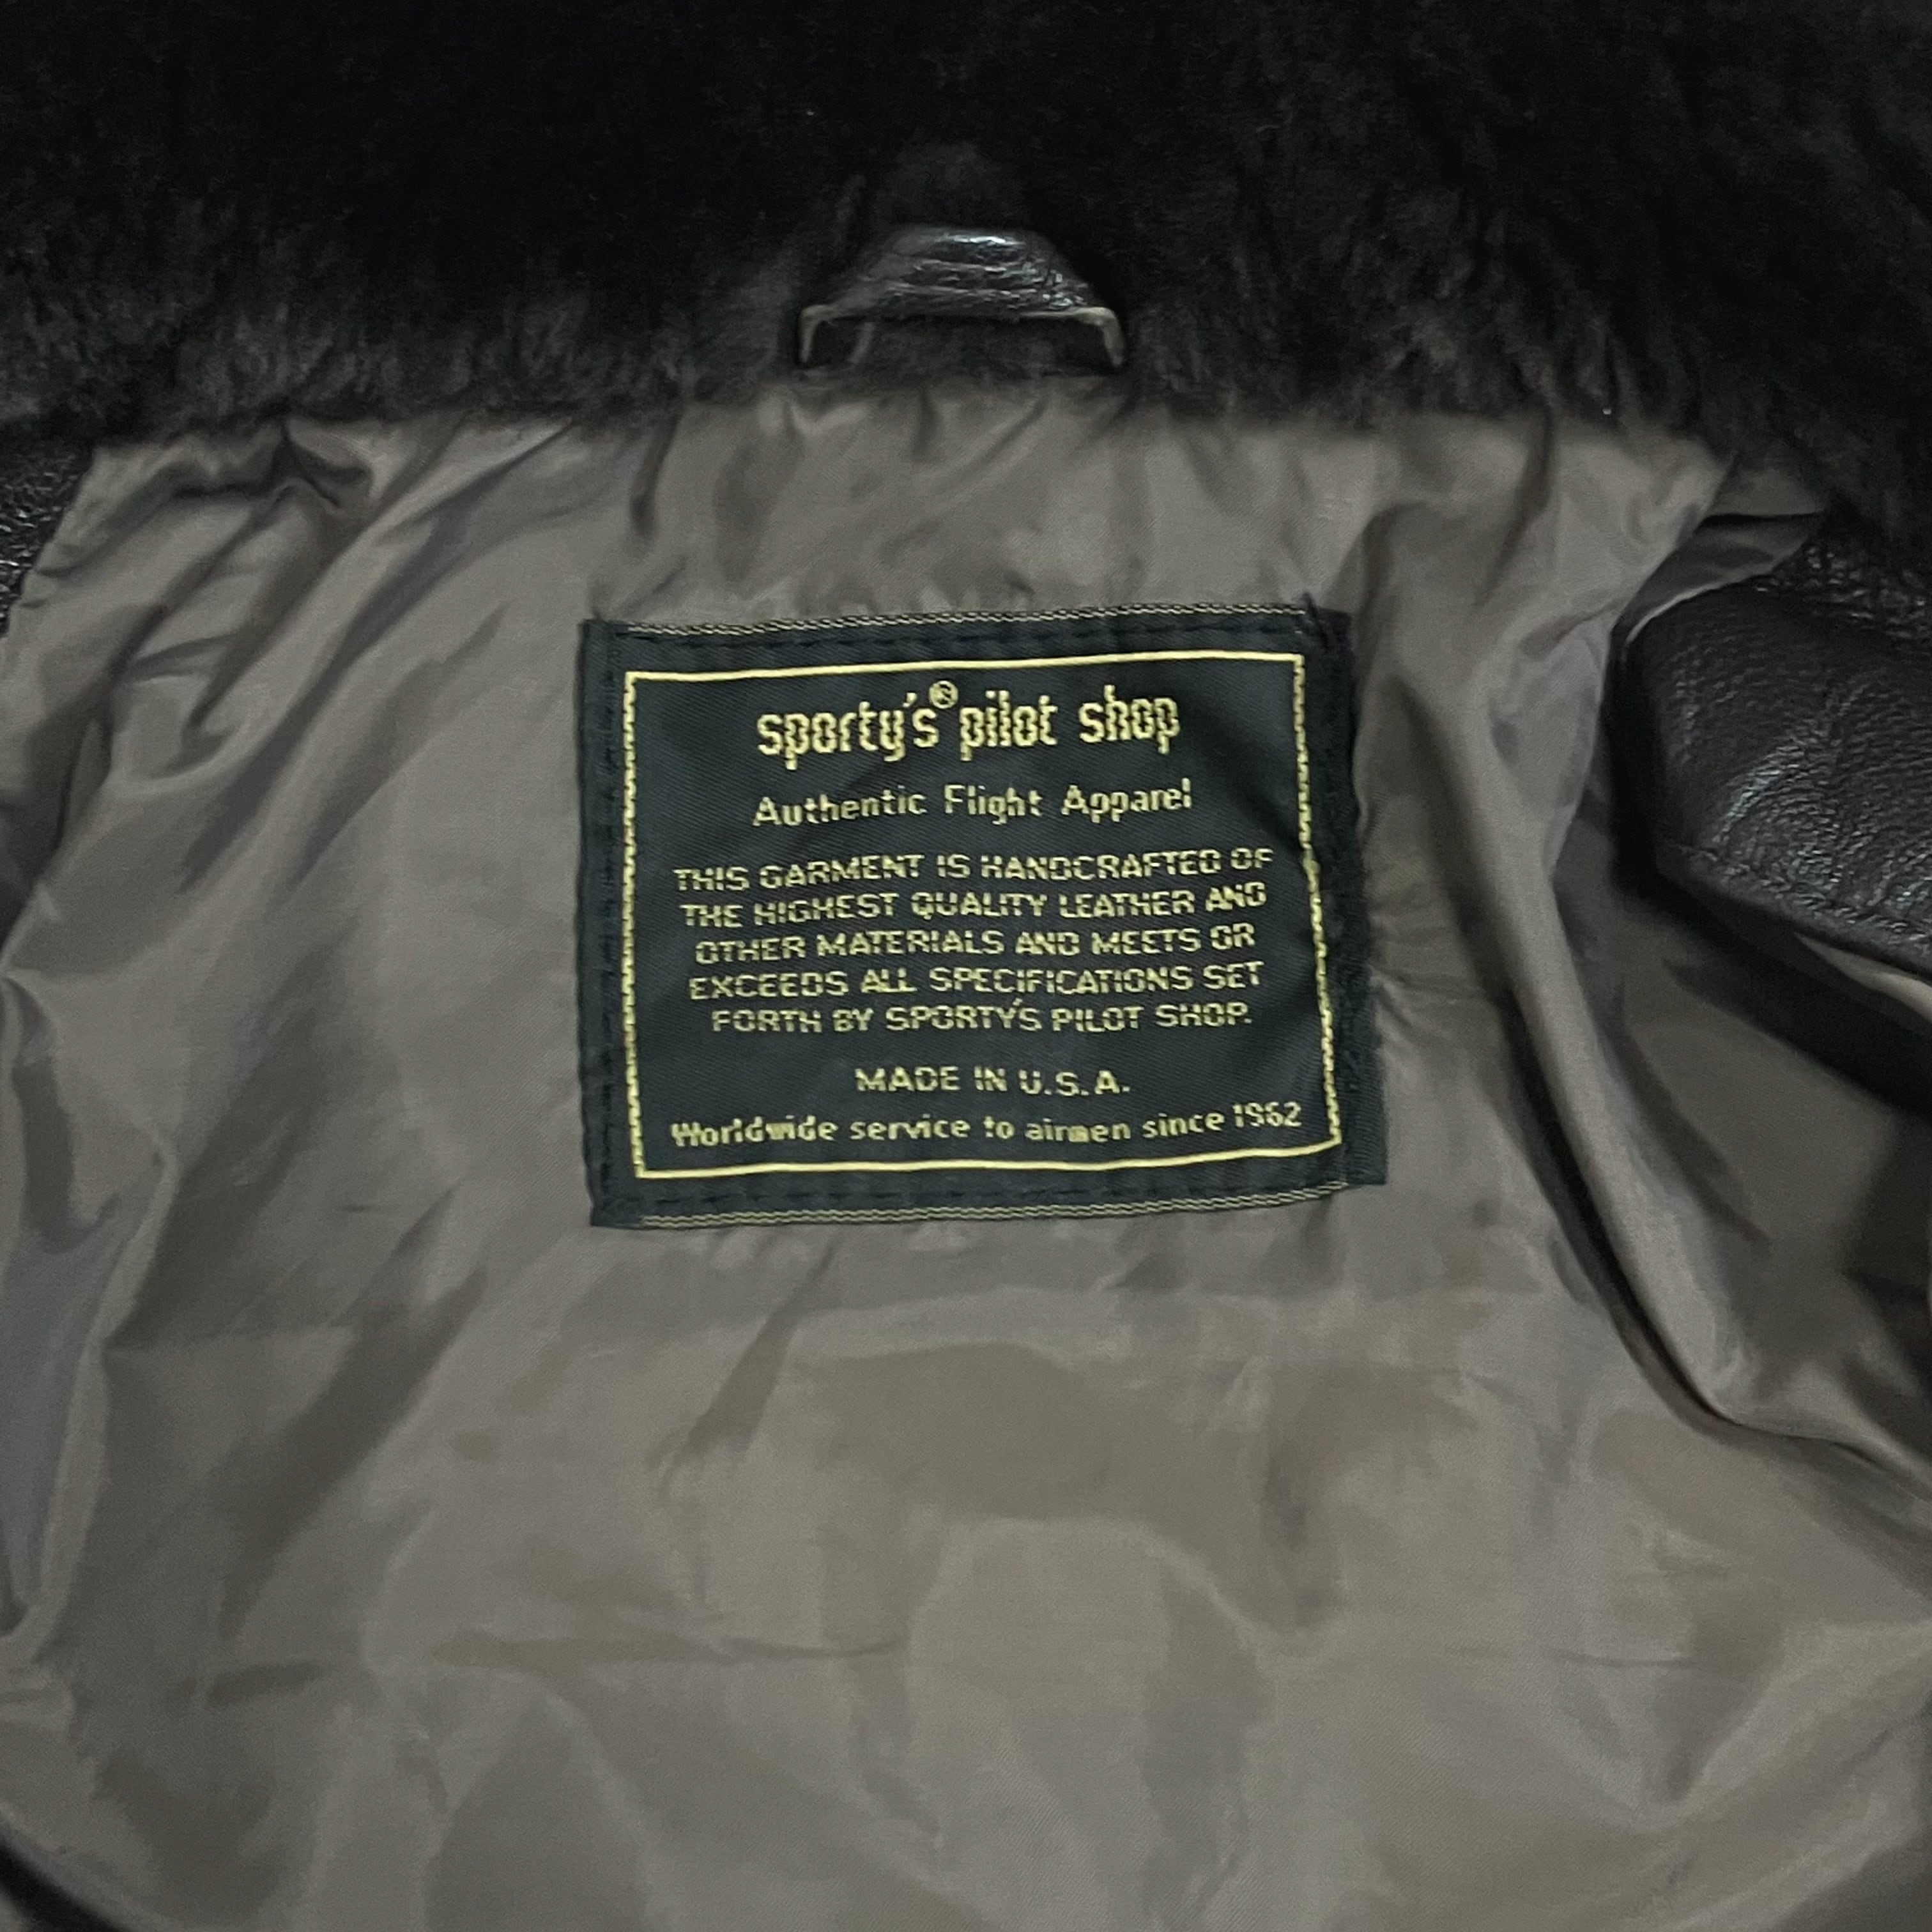 sporty's® pilot shop
Authentic Flight Apparel
THIS GARMENT IS HANDCRAFTED OF
THE HIGHEST QUALITY LEATHER AND
OTHER MATERIALS AND MEETS OR
EXCEEDS ALL SPECIFICATIONS SET
FORTH BY SPORTY'S PILOT SHOP.
MADE IN U.S.A.
Worldwide service to airmen since 1962